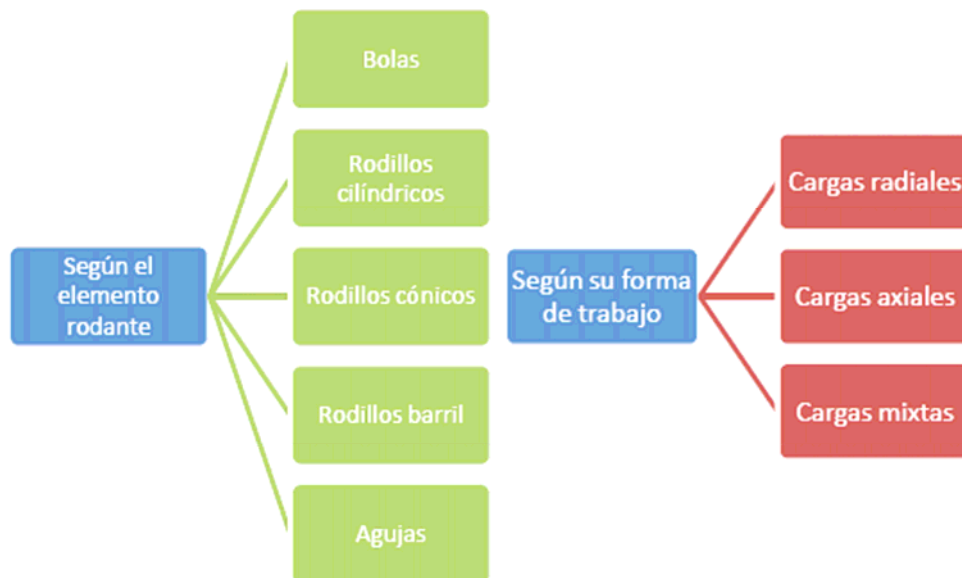 Según el
elemento
rodante
Bolas
Rodillos
cilíndricos
Rodillos cónicos
Rodillos barril
Agujas
Según su forma
de trabajo
Cargas radiales
Cargas axiales
Cargas mixtas